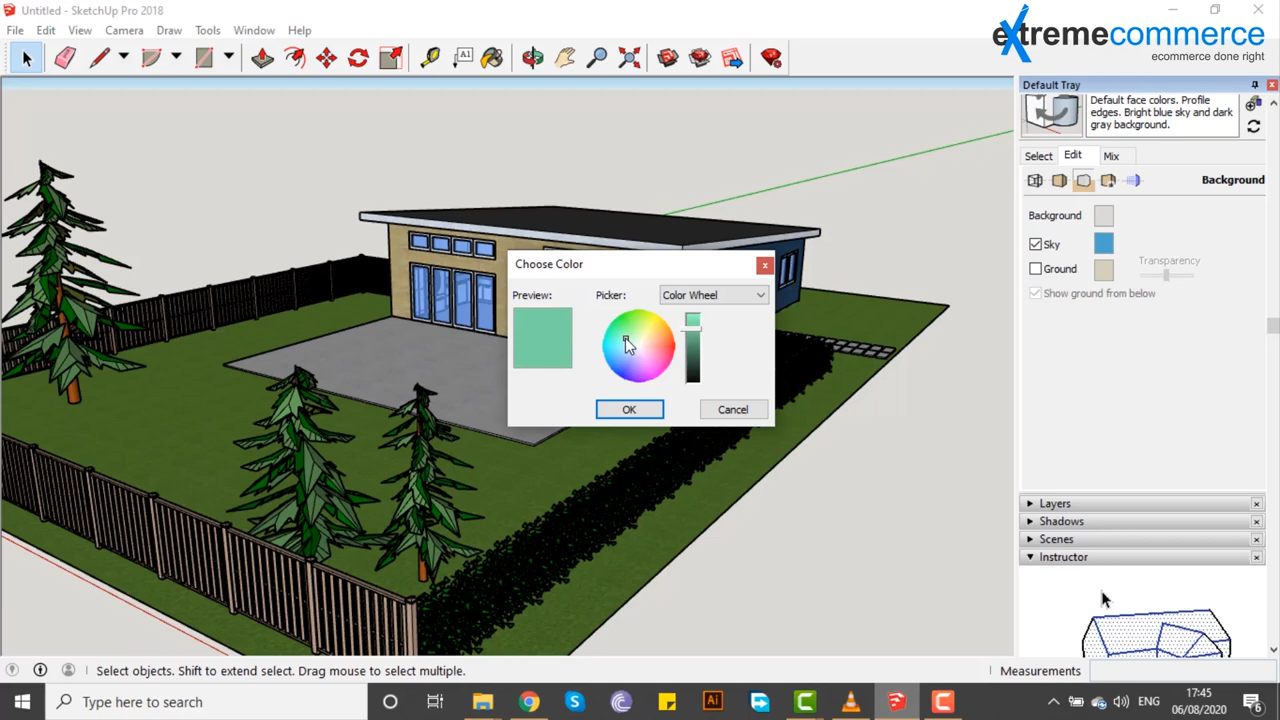 Untitled - SketchUp Pro 2018
extremecommerce
ecommerce done right
File Edit View Camera Draw Tools Window Help
A1
Default Tray
Default face colors. Profile
edges. Bright blue sky and dark
gray background.
Select Edit Mix
Background
Background
Sky
Transparency
Ground
Show ground from below
Choose Color
Preview:
Picker:
Color Wheel
OK
Cancel
Layers
Shadows
Scenes
Instructor
Select objects. Shift to extend select. Drag mouse to select multiple.
Measurements
Type here to search
Ai
ENG
17:45
06/08/2020
6